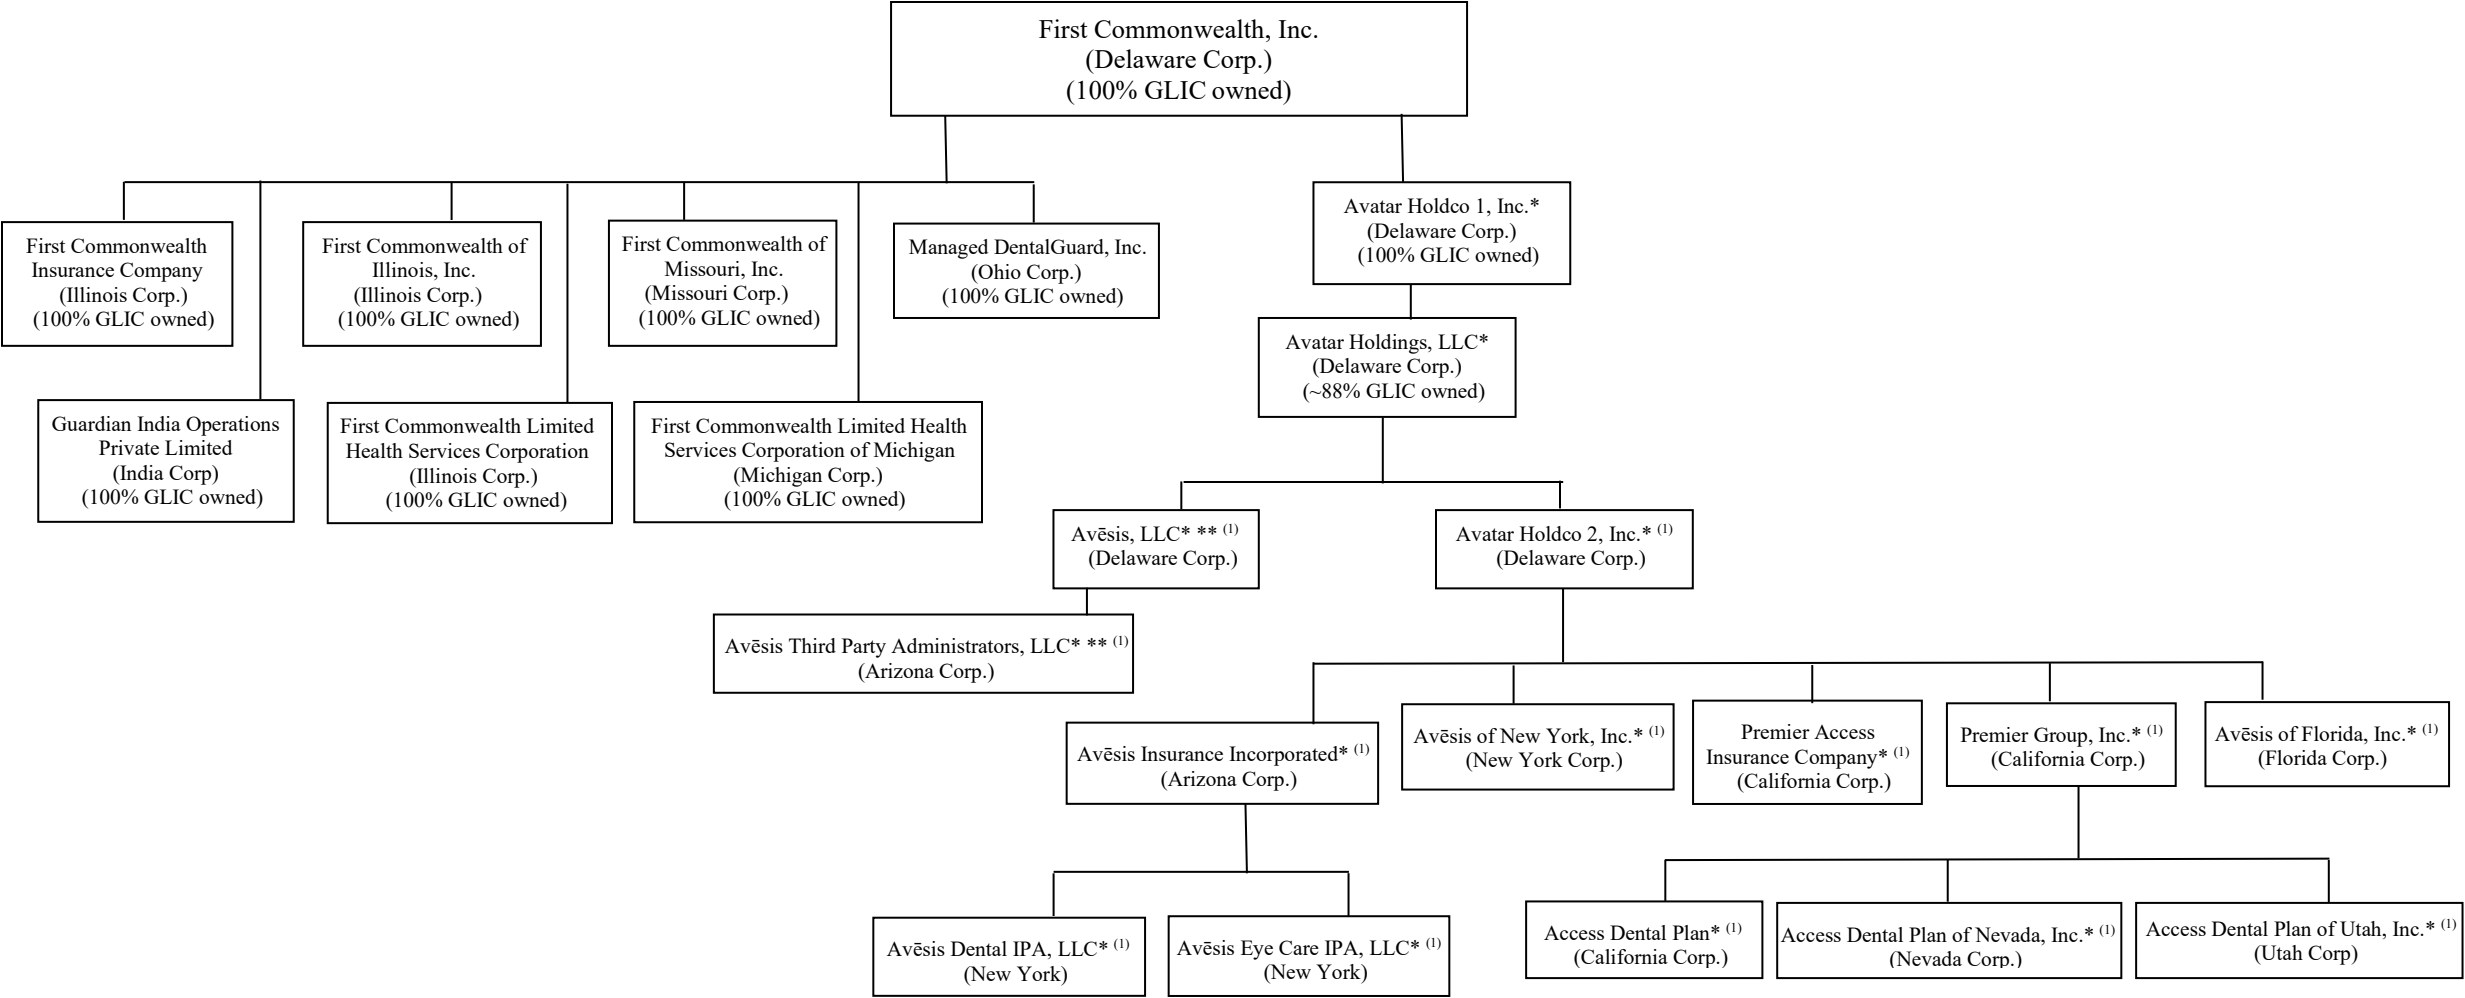 First Commonwealth, Inc.
(Delaware Corp.)
(100% GLIC owned)
First Commonwealth
Insurance Company
(Illinois Corp.)
(100% GLIC owned)
First Commonwealth of
Illinois, Inc.
(Illinois Corp.)
(100% GLIC owned)
First Commonwealth of
Missouri, Inc.
(Missouri Corp.)
(100% GLIC owned)
Managed DentalGuard, Inc.
(Ohio Corp.)
(100% GLIC owned)
Avatar Holdco 1, Inc.*
(Delaware Corp.)
(100% GLIC owned)
Avatar Holdings, LLC*
(Delaware Corp.)
(~88% GLIC owned)
Guardian India Operations
Private Limited
(India Corp)
(100% GLIC owned)
First Commonwealth Limited
Health Services Corporation
(Illinois Corp.)
(100% GLIC owned)
First Commonwealth Limited Health
Services Corporation of Michigan
(Michigan Corp.)
(100% GLIC owned)
Avēsis, LLC* ** (1)
(Delaware Corp.)
Avatar Holdco 2, Inc.* (1)
(Delaware Corp.)
Avēsis Third Party Administrators, LLC* ** (1)
(Arizona Corp.)
Avēsis Insurance Incorporated* (1)
(Arizona Corp.)
Avēsis of New York, Inc.* (1)
(New York Corp.)
Premier Access
Insurance Company* (1)
(California Corp.)
Premier Group, Inc.* (1)
(California Corp.)
Avēsis of Florida, Inc.* (1)
(Florida Corp.)
Avēsis Dental IPA, LLC* (1)
(New York)
Avēsis Eye Care IPA, LLC* (1)
(New York)
Access Dental Plan* (1)
(California Corp.)
Access Dental Plan of Nevada, Inc.* (1)
(Nevada Corp.)
Access Dental Plan of Utah, Inc.* (1)
(Utah Corp)